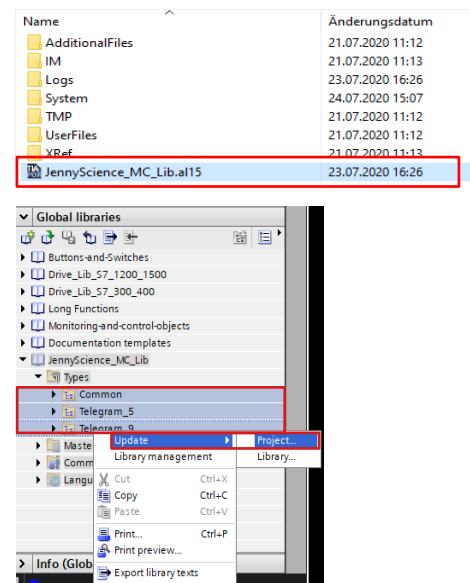 Name Änderungsdatum
AdditionalFiles 21.07.2020 11:12
IM 21.07.2020 11:13
Logs 23.07.2020 16:26
System 24.07.2020 15:07
TMP 21.07.2020 11:12
UserFiles 21.07.2020 11:12
XRef 21.07.2020 11:13
JennyScience_MC_Lib.al15 23.07.2020 16:26
Global libraries
Buttons-and-Switches
Drive_Lib_S7_1200_1500
Drive_Lib_S7_300_400
Long Functions
Monitoring-and-control-objects
Documentation templates
JennyScience_MC_Lib
Types
Common
Telegram_5
Telegram_9
Update Project...
Maste
Library management Library...
Comm
Langu
Cut Ctrl+X
Copy Ctrl+C
Paste Ctrl+V
Print... Ctrl+P
Print preview...
Info (Glob
Export library texts